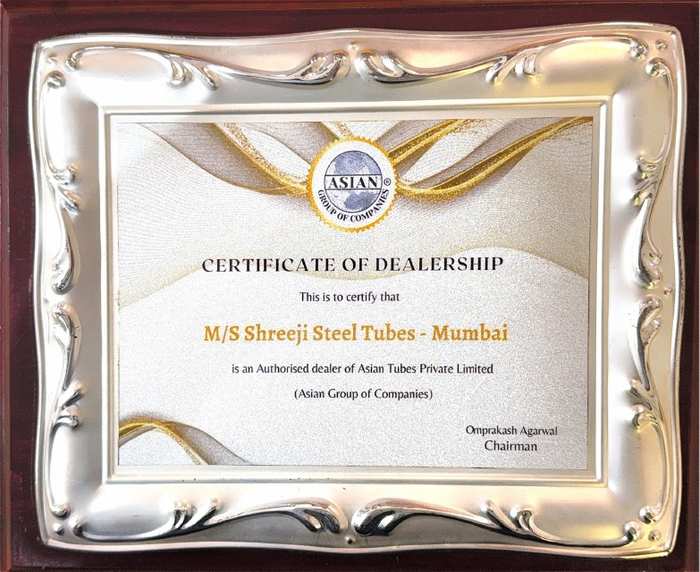 ASIAN ®
GROUP OF COMPANIES
CERTIFICATE OF DEALERSHIP
This is to certify that
M/S Shreeji Steel Tubes - Mumbai
is an Authorised dealer of Asian Tubes Private Limited
(Asian Group of Companies)
Omprakash Agarwal
Chairman